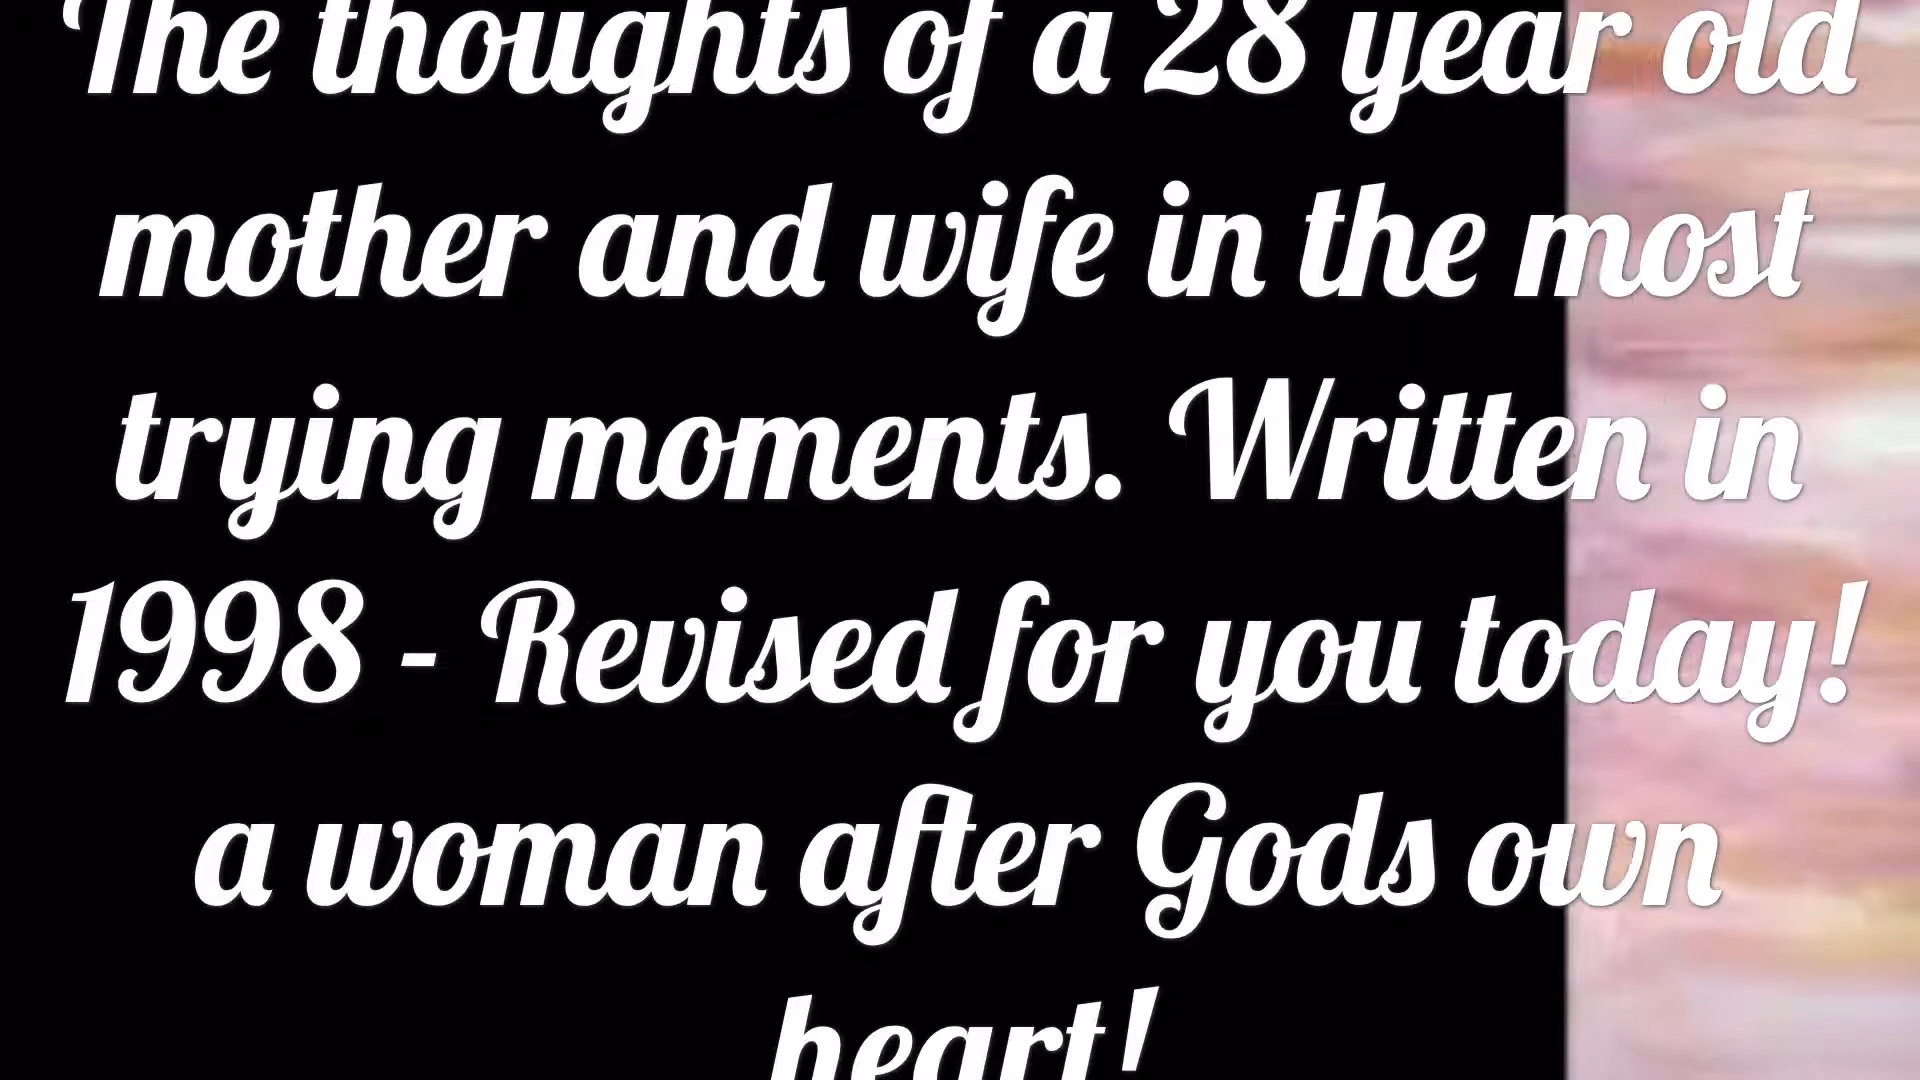 The thoughts of a 28 year old
mother and wife in the most
trying moments. Written in
1998 - Revised for you today!
a woman after Gods own
heart!